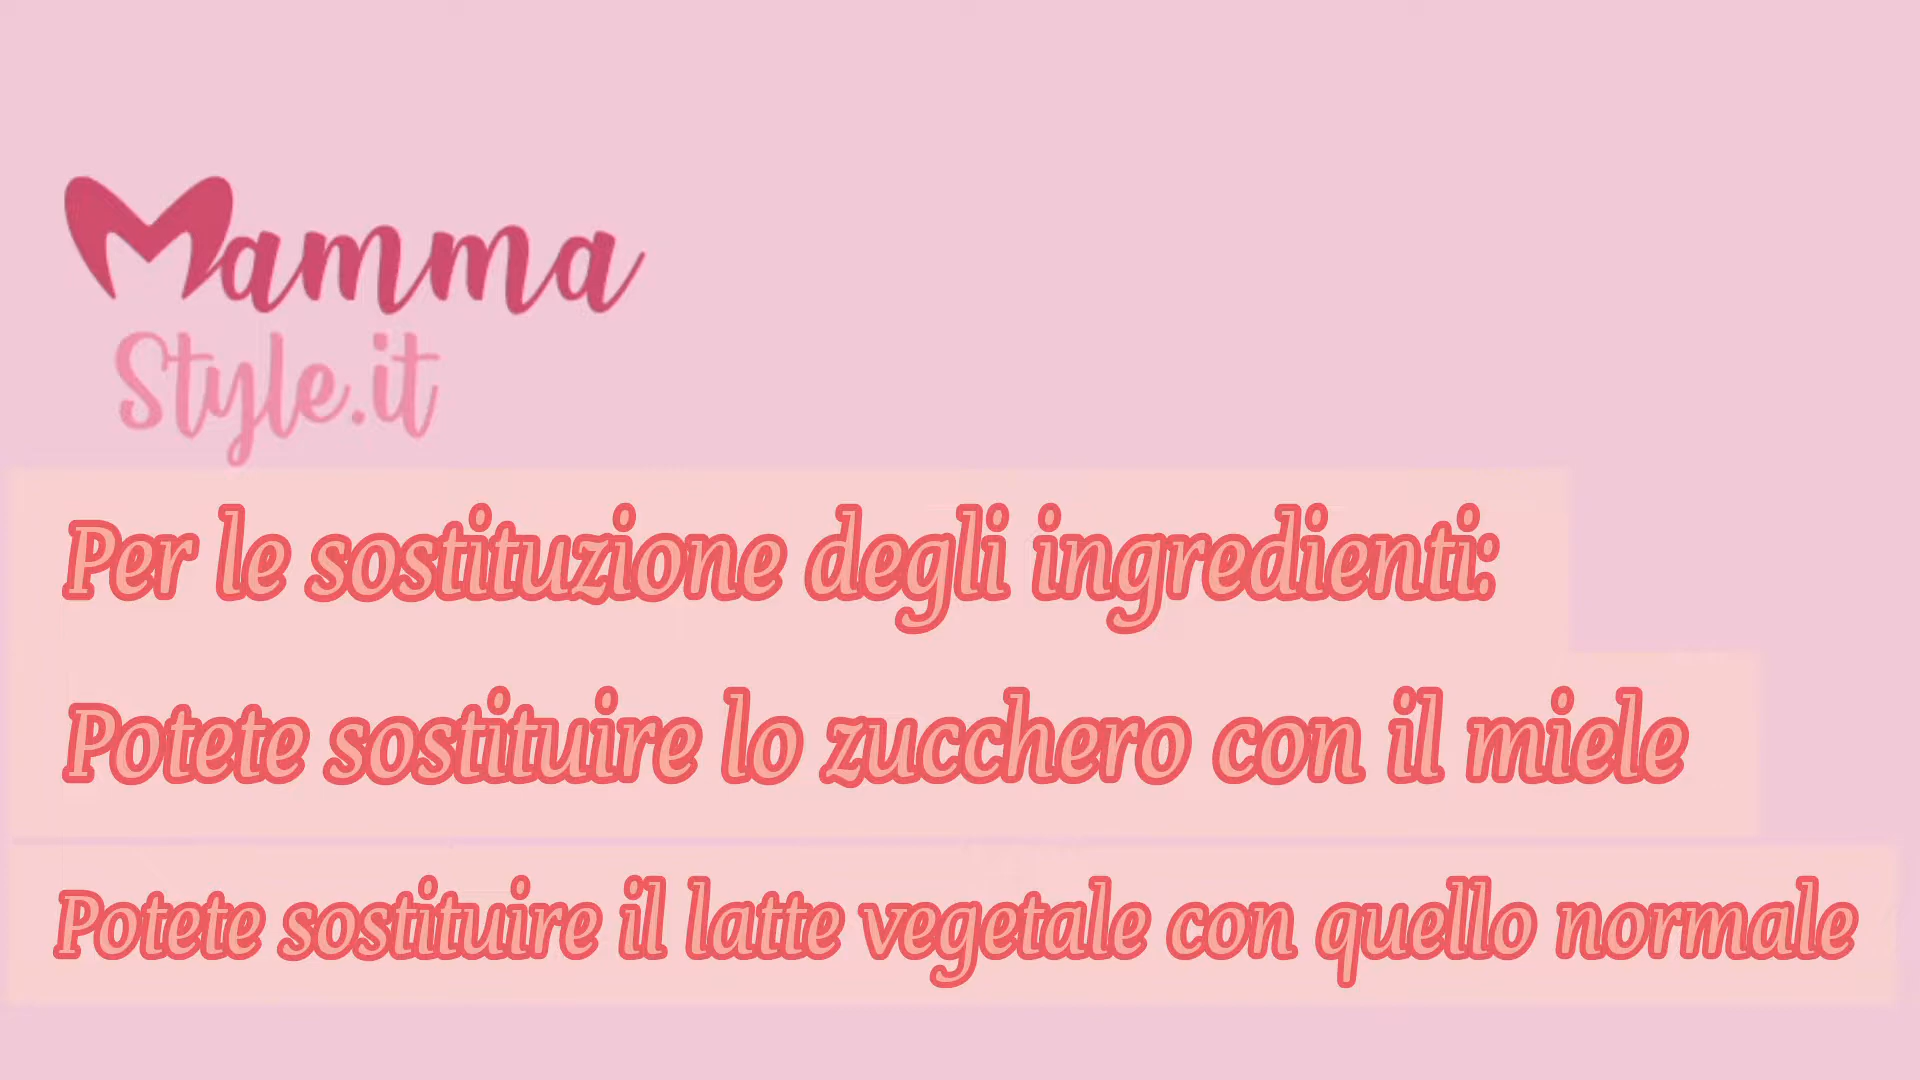 Mamma
Style.it
Per le sostituzione degli ingredienti:
Potete sostituire lo zucchero con il miele
Potete sostituire il latte vegetale con quello normale